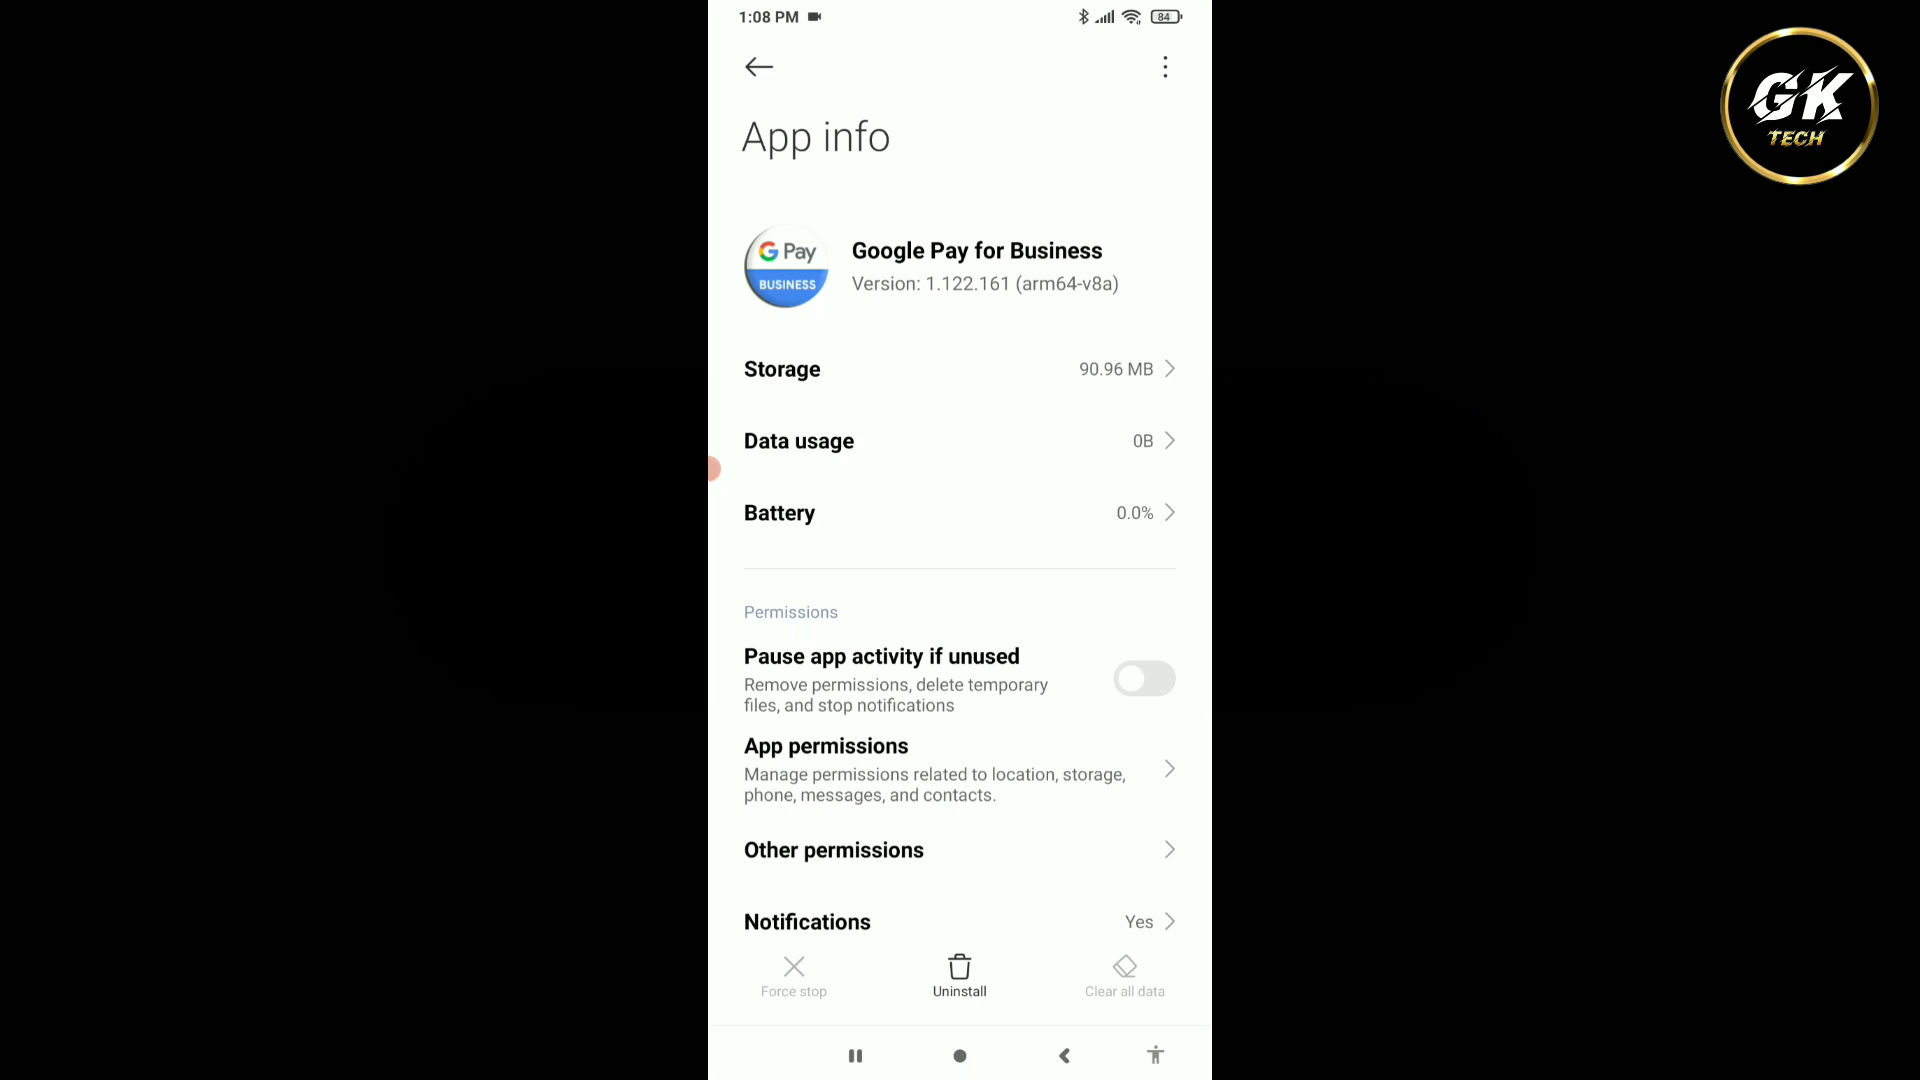 1:08 PM
84
GK
TECH
App info
G Pay
BUSINESS
Google Pay for Business
Version: 1.122.161 (arm64-v8a)
Storage 90.96 MB
Data usage 0B
Battery 0.0%
Permissions
Pause app activity if unused
Remove permissions, delete temporary
files, and stop notifications
App permissions
Manage permissions related to location, storage,
phone, messages, and contacts.
Other permissions
Notifications Yes
Force stop Uninstall Clear all data